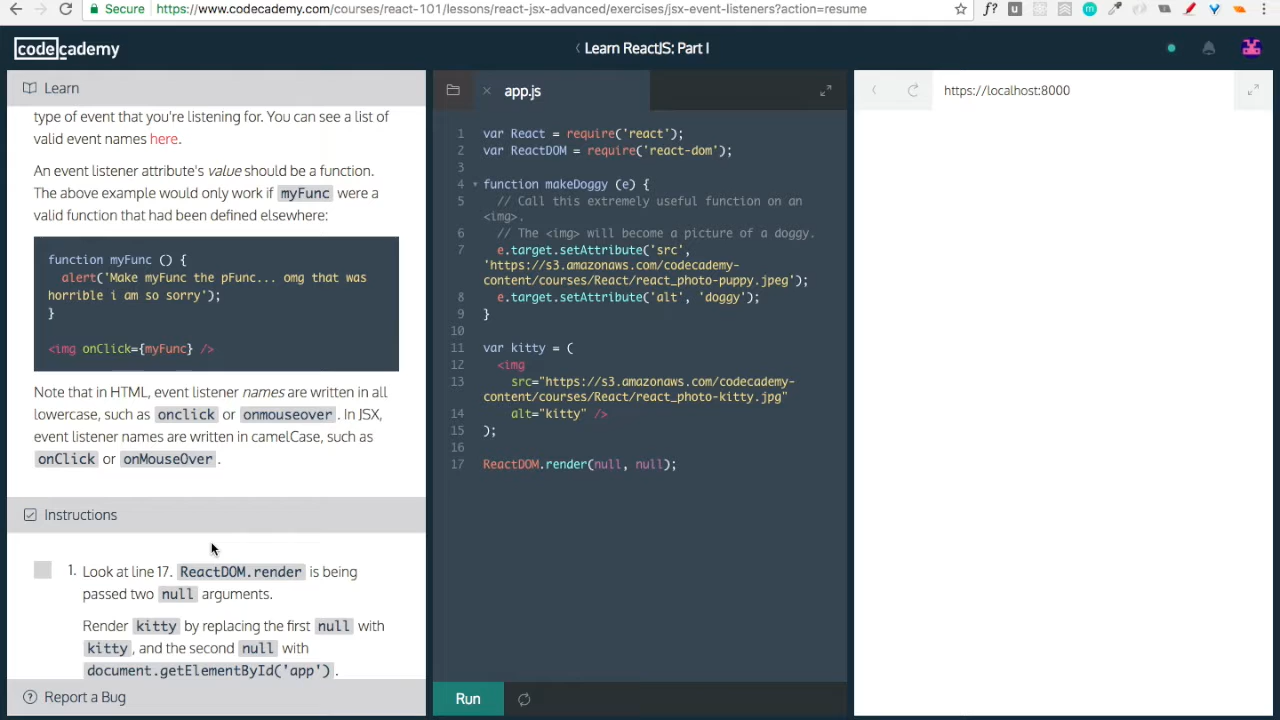 Secure https://www.codecademy.com/courses/react-101/lessons/react-jsx-advanced/exercises/jsx-event-listeners?action=resume
codecademy
Learn ReactJS: Part I
Learn
type of event that you're listening for. You can see a list of
valid event names here.
An event listener attribute's value should be a function.
The above example would only work if myFunc were a
valid function that had been defined elsewhere:
function myFunc () {
alert('Make myFunc the pFunc... omg that was
horrible i am so sorry');
}
<img onClick={myFunc} />
Note that in HTML, event listener names are written in all
lowercase, such as onclick or onmouseover. In JSX,
event listener names are written in camelCase, such as
onClick or onMouseOver.
Instructions
1. Look at line 17. ReactDOM.render is being
passed two null arguments.
Render kitty by replacing the first null with
kitty, and the second null with
document.getElementById('app').
Report a Bug
app.js
1 var React = require('react');
2 var ReactDOM = require('react-dom');
3
4 function makeDoggy (e) {
5 // Call this extremely useful function on an
<img>.
6 // The <img> will become a picture of a doggy.
7 e.target.setAttribute('src',
'https://s3.amazonaws.com/codecademy-
content/courses/React/react_photo-puppy.jpeg');
8 e.target.setAttribute('alt', 'doggy');
9 }
10
11 var kitty = (
12 <img
13 src="https://s3.amazonaws.com/codecademy-
content/courses/React/react_photo-kitty.jpg"
14 alt="kitty" />
15 );
16
17 ReactDOM.render(null, null);
Run
https://localhost:8000